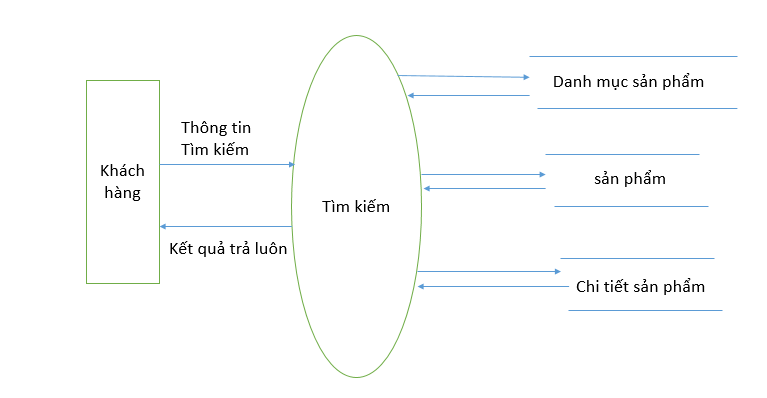 Khách
hàng
Thông tin
Tìm kiếm
Kết quả trả luôn
Tìm kiếm
Danh mục sản phẩm
sản phẩm
Chi tiết sản phẩm